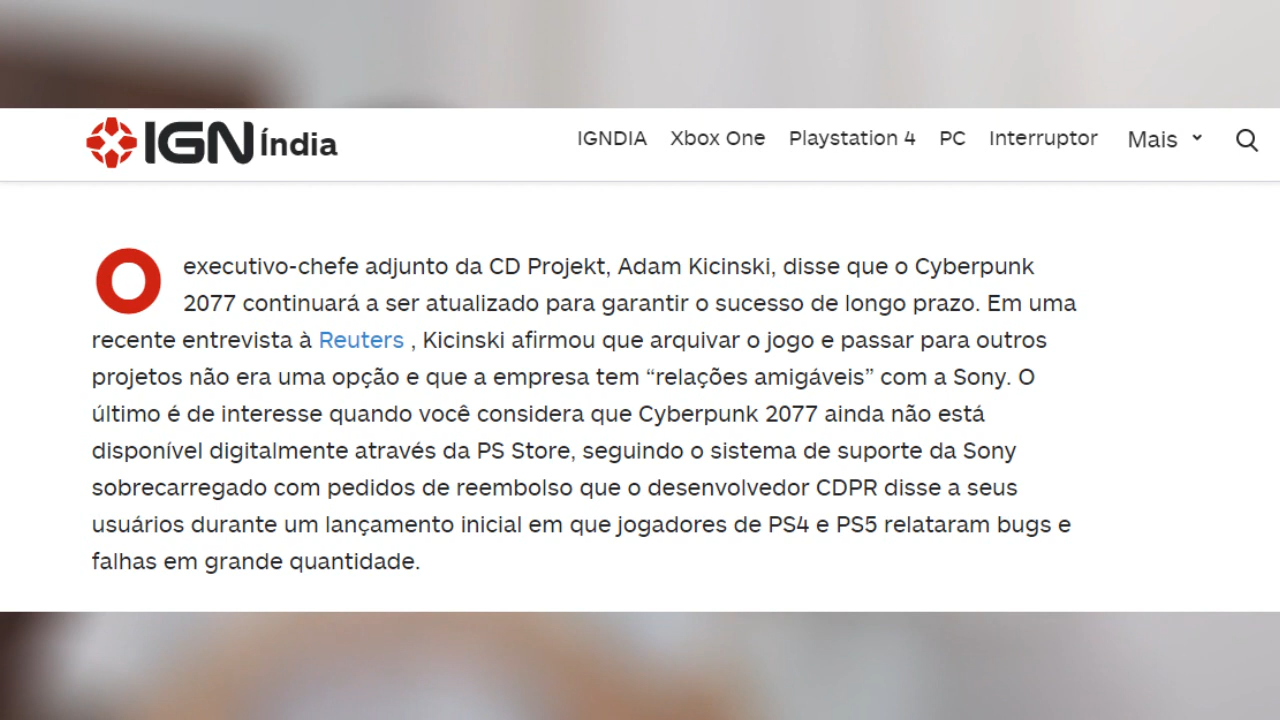 IGN Índia
IGNDIA Xbox One Playstation 4 PC Interruptor Mais
O executivo-chefe adjunto da CD Projekt, Adam Kicinski, disse que o Cyberpunk
2077 continuará a ser atualizado para garantir o sucesso de longo prazo. Em uma
recente entrevista à Reuters , Kicinski afirmou que arquivar o jogo e passar para outros
projetos não era uma opção e que a empresa tem “relações amigáveis” com a Sony. O
último é de interesse quando você considera que Cyberpunk 2077 ainda não está
disponível digitalmente através da PS Store, seguindo o sistema de suporte da Sony
sobrecarregado com pedidos de reembolso que o desenvolvedor CDPR disse a seus
usuários durante um lançamento inicial em que jogadores de PS4 e PS5 relataram bugs e
falhas em grande quantidade.